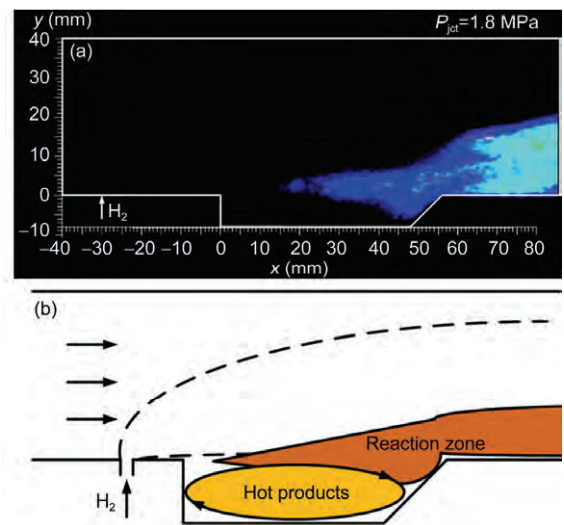 y (mm)
P_jct=1.8 MPa
40
(a)
30
20
10
0
H₂
−10
−40 −30 −20 −10 0 10 20 30 40 50 60 70 80
x (mm)
(b)
Reaction zone
Hot products
H₂